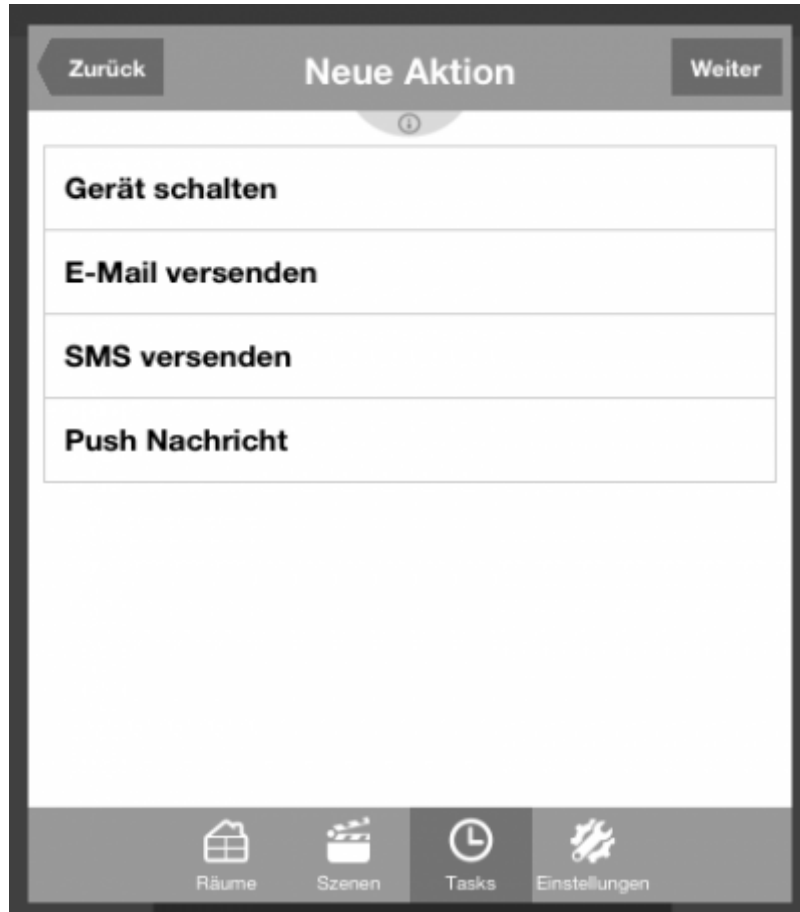 Zurück
Neue Aktion
Weiter
Gerät schalten
E-Mail versenden
SMS versenden
Push Nachricht
Räume
Szenen
Tasks
Einstellungen